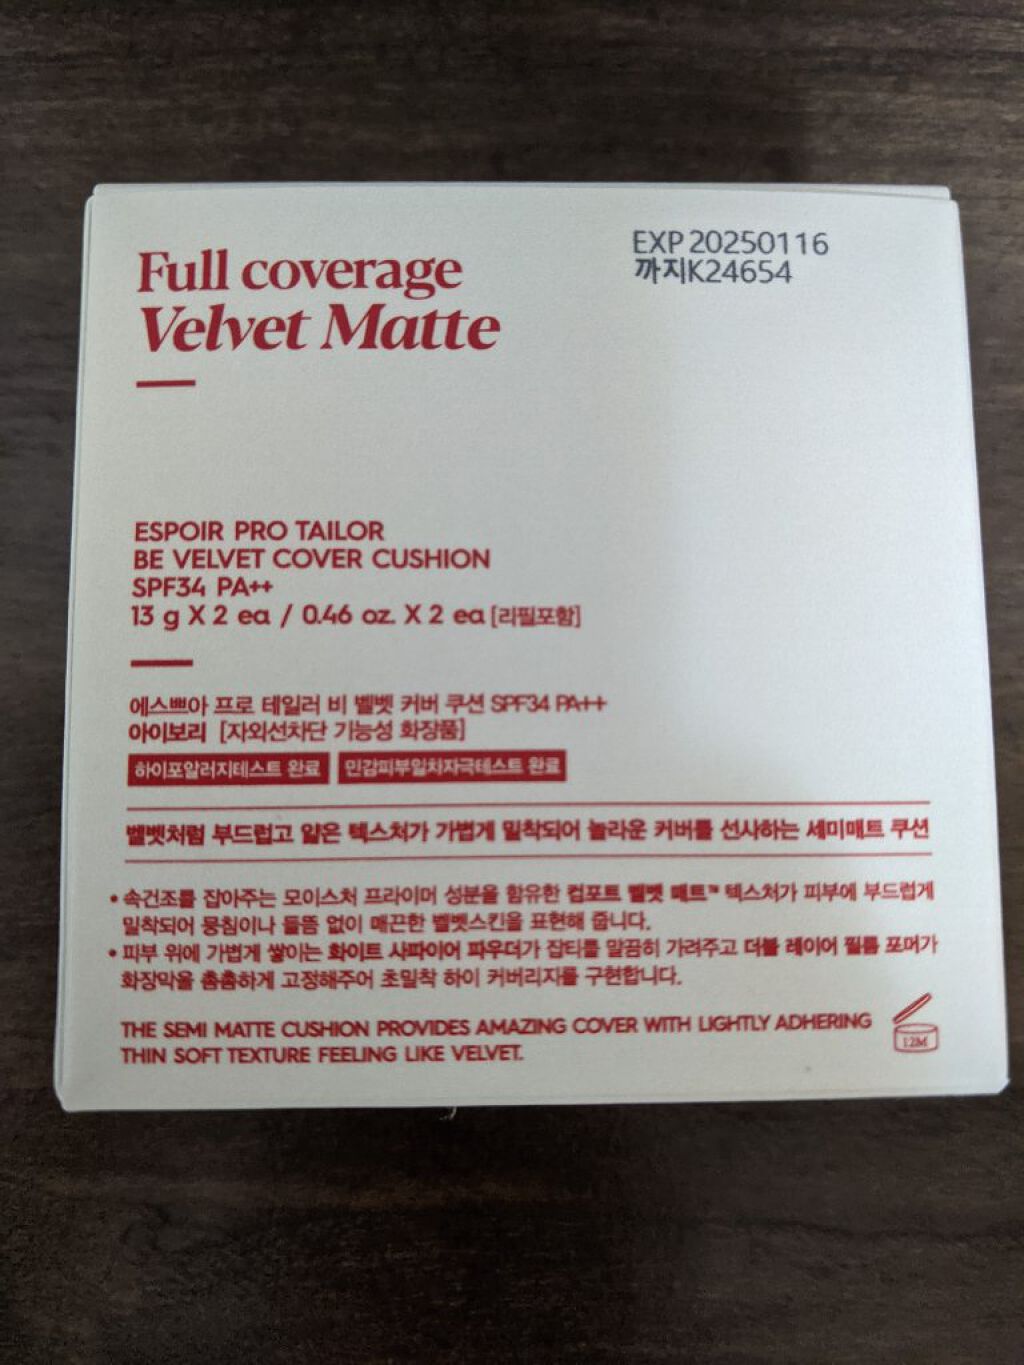 Full coverage
Velvet Matte
EXP 20250116
까지K24654
ESPOIR PRO TAILOR
BE VELVET COVER CUSHION
SPF34 PA++
13 g X 2 ea / 0.46 oz. X 2 ea [리필포함]
에스쁘아 프로 테일러 비 벨벳 커버 쿠션 SPF34 PA++
아이보리 [자외선차단 기능성 화장품]
하이포알러지테스트 완료 민감피부일차자극테스트 완료
벨벳처럼 부드럽고 얇은 텍스처가 가볍게 밀착되어 놀라운 커버를 선사하는 세미매트 쿠션
• 속건조를 잡아주는 모이스처 프라이머 성분을 함유한 컴포트 벨벳 매트™ 텍스처가 피부에 부드럽게
밀착되어 뭉침이나 들뜸 없이 매끈한 벨벳스킨을 표현해 줍니다.
• 피부 위에 가볍게 쌓이는 화이트 사파이어 파우더가 잡티를 말끔히 가려주고 더블 레이어 필름 포머가
화장막을 촘촘하게 고정해주어 초밀착 하이 커버리지를 구현합니다.
THE SEMI MATTE CUSHION PROVIDES AMAZING COVER WITH LIGHTLY ADHERING
THIN SOFT TEXTURE FEELING LIKE VELVET.
12M